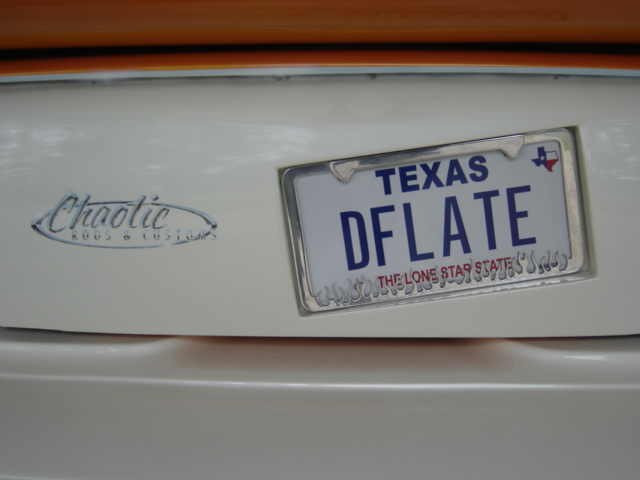 Chaotic
RODS & CUSTOMS
TEXAS
DFLATE
THE LONE STAR STATE